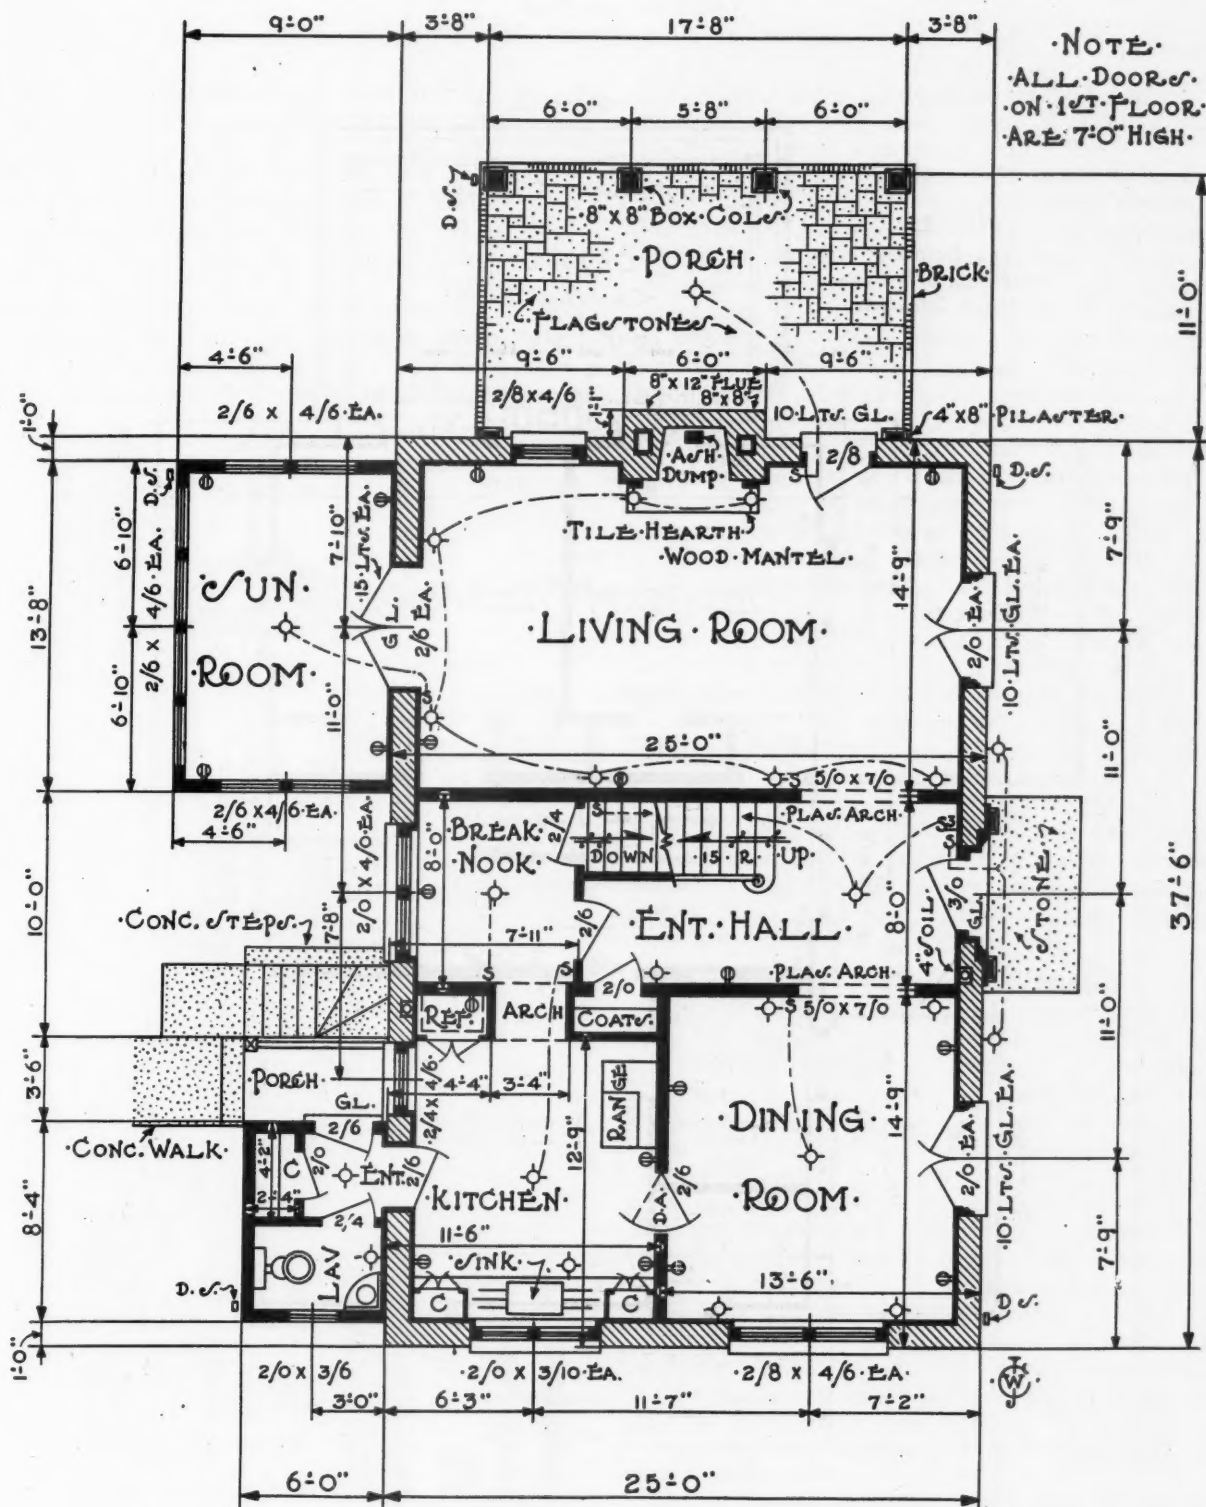 9'-0"
3'-8"
17'-8"
3'-8"
·NOTE·
·ALL·DOORS·
·ON·1ST·FLOOR
·ARE 7'-0" HIGH·
6'-0"
5'-8"
6'-0"
D.S.
·8"x8" BOX·COLS·
·PORCH·
·BRICK·
·FLAGSTONES·
11'-0"
4'-6"
9'-6"
6'-0"
9'-6"
2/6 x 4/6·EA.
2/8 x 4/6
1'-1"
8"x12" FLUE
8"x8"
10·LTS. GL.
4"x8" PILASTER·
1'-0"
D.S.
·ASH·
DUMP·
S
2/8
D.S.
·TILE·HEARTH·
·WOOD·MANTEL·
13'-8"
6'-10"
6'-10"
2/6 x 4/6·EA.
·SUN·
·ROOM·
7'-10"
15·LTS. EA.
GL.
2/6 EA.
·LIVING·ROOM·
14'-9"
2/0·EA.
10·LTS·GL.EA.
7'-9"
11'-0"
S
11'-0"
25'-0"
S
5/0 x 7/0
·PLAS·ARCH·
2/6 x 4/6·EA.
4'-6"
2/0 x 4/0·EA.
8'-0"
·BREAK·
·NOOK·
2/4
S
DOWN
·15·R.
UP
S3
S
3/0
GL.
·STONE·
37'-6"
10'-0"
·CONC. STEPS·
7'-8"
7'-11"
2/6
·ENT. HALL·
8'-0"
4" SOIL
S
S
2/0
·PLAS. ARCH·
REF.
ARCH
COATS·
S
5/0 x 7/0
3'-6"
·PORCH·
GL.
2/6
2/4 x 4/6·
4'-4"
3'-4"
RANGE
·DINING·
·ROOM·
14'-9"
2/0·EA.
10·LTS·GL.EA.
11'-0"
·CONC. WALK·
4'-2"
C
2/0
·ENT.
2/6
2'-4"
2/4
·KITCHEN·
12'-9"
D.A.
2/6
8'-4"
LAV
11'-6"
·SINK·
C
C
13'-6"
7'-9"
D.S.
D S.
1'-0"
2/0 x 3/6
·2/0 x 3/10·EA.
·2/8 x 4/6·EA·
W
3'-0"
6'-3"
11'-7"
7'-2"
6'-0"
25'-0"